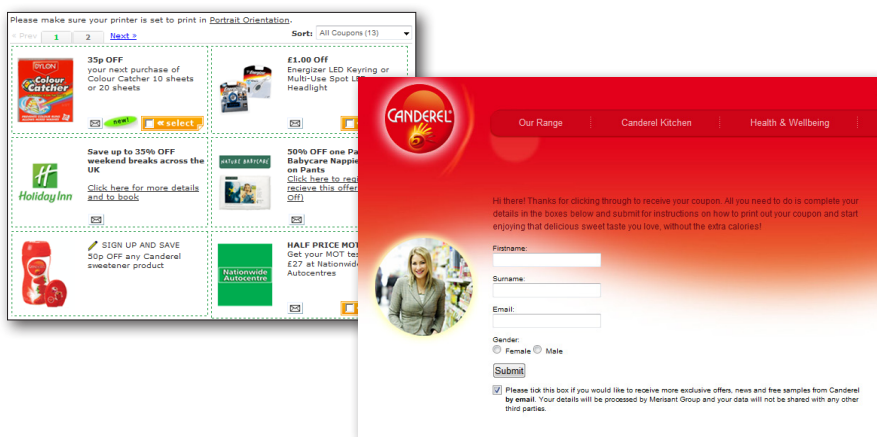 Please make sure your printer is set to print in Portrait Orientation.
« Prev 1 2 Next »
Sort: All Coupons (13)
DYLON
Colour
Catcher
35p OFF
your next purchase of
Colour Catcher 10 sheets
or 20 sheets
new!
« select
£1.00 Off
Energizer LED Keyring or
Multi-Use Spot LED
Headlight
H
Holiday Inn
Save up to 35% OFF
weekend breaks across the
UK
Click here for more details
and to book
NATURE BABYCARE
50% OFF one Pa
Babycare Nappie
on Pants
Click here to regi
recieve this offer
Off)
SIGN UP AND SAVE
50p OFF any Canderel
sweetener product
Nationwide
Autocentre
HALF PRICE MOT
Get your MOT tes
£27 at Nationwid
Autocentres
CANDEREL
Our Range
Canderel Kitchen
Health & Wellbeing
Hi there! Thanks for clicking through to receive your coupon. All you need to do is complete your
details in the boxes below and submit for instructions on how to print out your coupon and start
enjoying that delicious sweet taste you love, without the extra calories!
Firstname:
Surname:
Email:
Gender:
Female Male
Submit
Please tick this box if you would like to receive more exclusive offers, news and free samples from Canderel
by email. Your details will be processed by Merisant Group and your data will not be shared with any other
third parties.